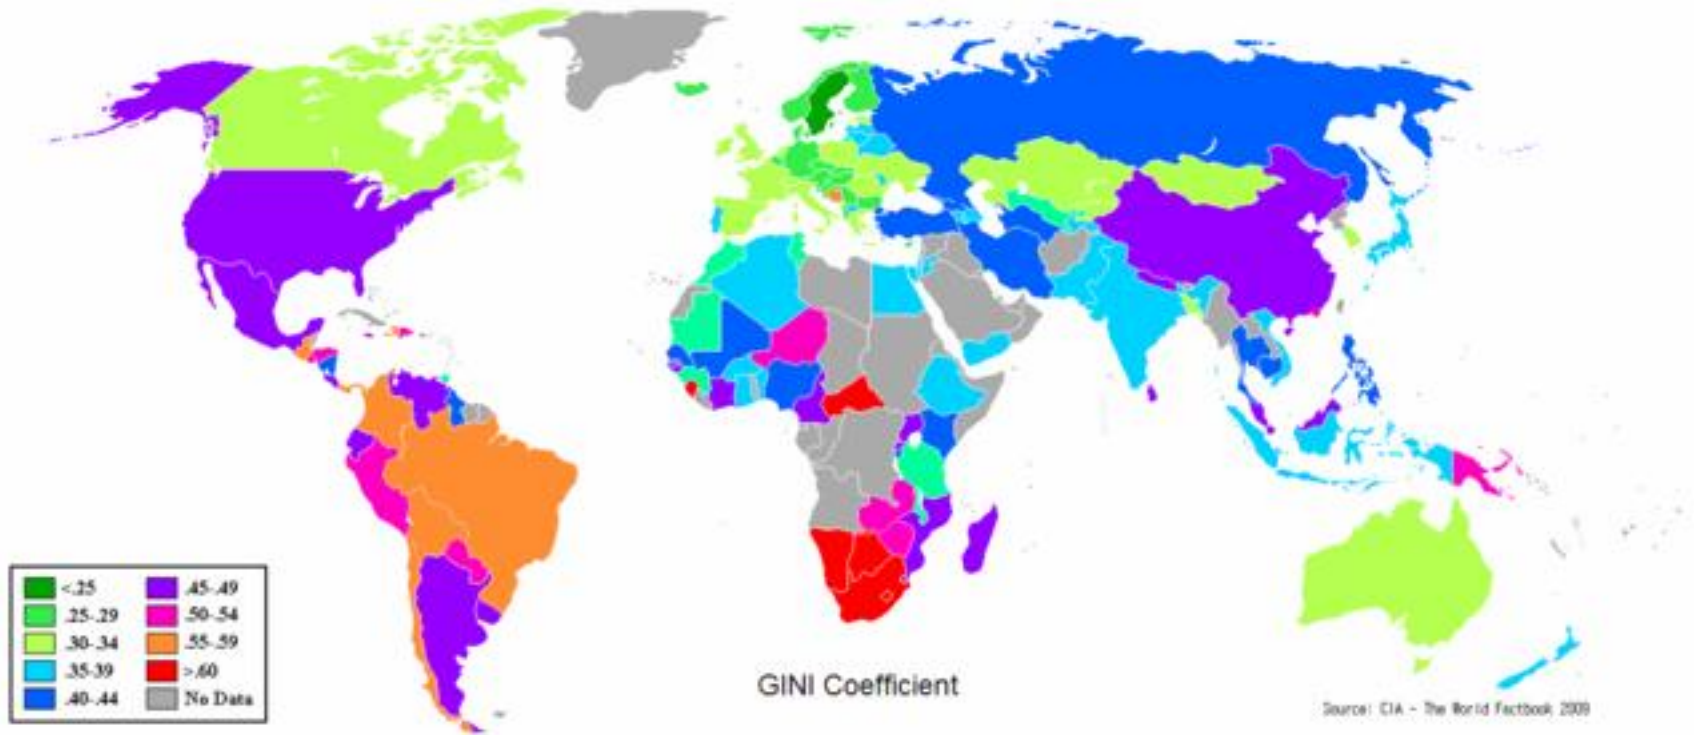 <.25 .45-.49
.25-.29 .50-.54
.30-.34 .55-.59
.35-39 >.60
.40-.44 No Data
GINI Coefficient
Source: CIA - The World Factbook 2009